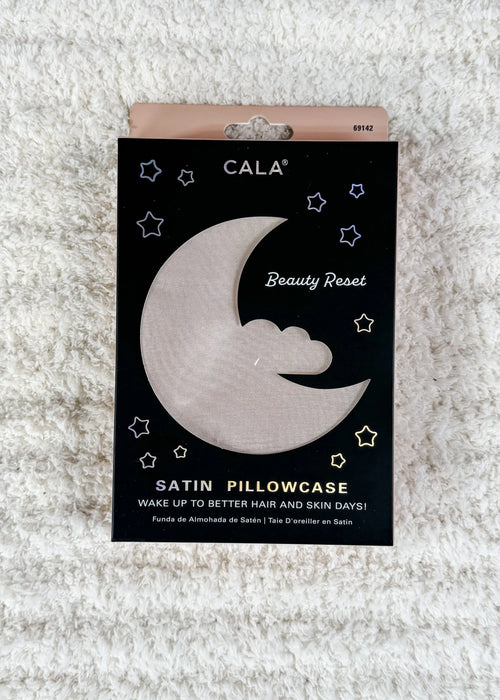 69142
CALA®
Beauty Reset
SATIN PILLOWCASE
WAKE UP TO BETTER HAIR AND SKIN DAYS!
Funda de Almohada de Satén | Taie D'oreiller en Satin